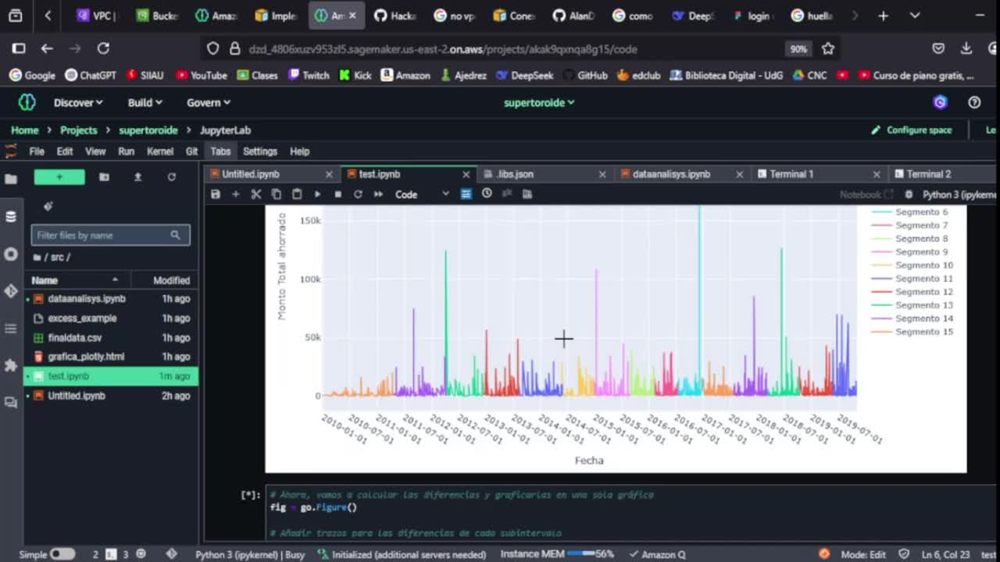 VPC |
Bucke
Amaz
Imple
Am
Hacka
no vp
Cone
AlanD
como
DeepS
login
huella
dzd_4806xuzv953zl5.sagemaker.us-east-2.on.aws/projects/akak9qxnqa8g15/code
90%
Google
ChatGPT
SIIAU
YouTube
Clases
Twitch
Kick
Amazon
Ajedrez
DeepSeek
GitHub
edclub
Biblioteca Digital - UdG
CNC
Curso de piano gratis, ...
Discover
Build
Govern
supertoroide
Home > Projects > supertoroide > JupyterLab
Configure space
Le
File Edit View Run Kernel Git Tabs Settings Help
Untitled.ipynb
test.ipynb
.libs.json
dataanalisys.ipynb
Terminal 1
Terminal 2
Code
Notebook
Python 3 (ipykerne
Filter files by name
/ src /
Name Modified
dataanalisys.ipynb 1h ago
excess_example 1h ago
finaldata.csv 1h ago
grafica_plotly.html 1h ago
test.ipynb 1m ago
Untitled.ipynb 2h ago
Monto Total ahorrado
150k
100k
50k
0
2010-01-01
2010-07-01
2011-01-01
2011-07-01
2012-01-01
2012-07-01
2013-01-01
2013-07-01
2014-01-01
2014-07-01
2015-01-01
2015-07-01
2016-01-01
2016-07-01
2017-01-01
2017-07-01
2018-01-01
2018-07-01
2019-01-01
2019-07-01
Fecha
Segmento 6
Segmento 7
Segmento 8
Segmento 9
Segmento 10
Segmento 11
Segmento 12
Segmento 13
Segmento 14
Segmento 15
[*]:
# Ahora, vamos a calcular las diferencias y graficarlas en una sola gráfica
fig = go.Figure()
# Añadir trazos para las diferencias de cada subintervalo
Simple
2
3
Python 3 (ipykernel) | Busy
Initialized (additional servers needed)
Instance MEM
56%
Amazon Q
Mode: Edit
Ln 6, Col 23
test